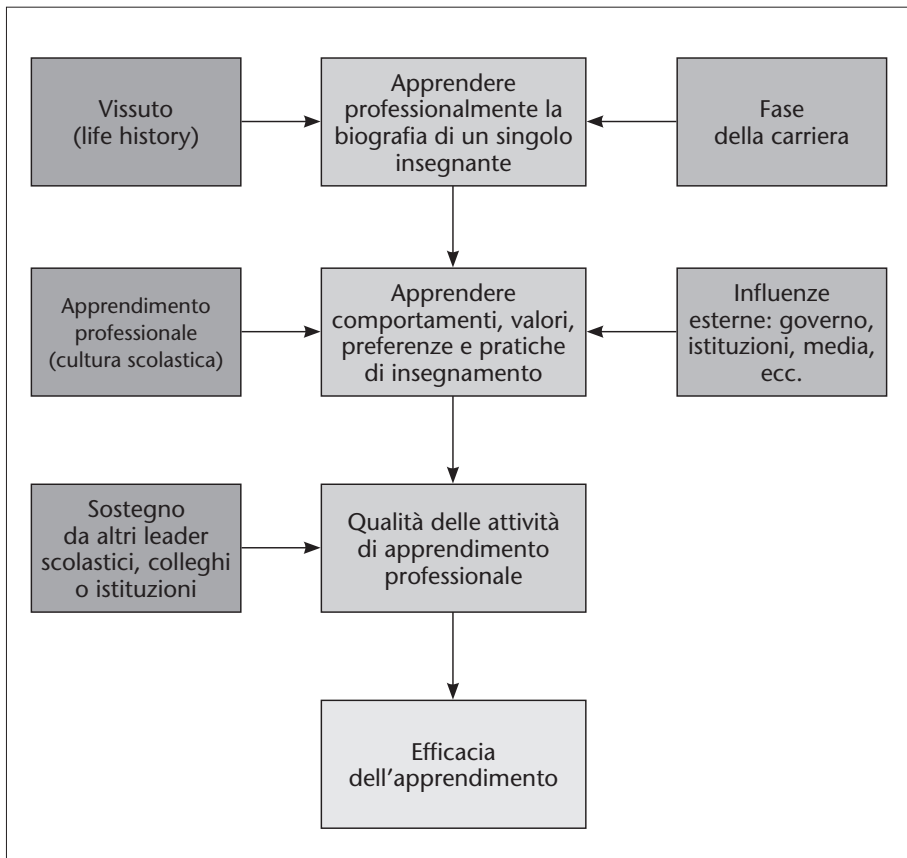 Vissuto
(life history)
Apprendere
professionalmente la
biografia di un singolo
insegnante
Fase
della carriera
Apprendimento
professionale
(cultura scolastica)
Apprendere
comportamenti, valori,
preferenze e pratiche
di insegnamento
Influenze
esterne: governo,
istituzioni, media,
ecc.
Sostegno
da altri leader
scolastici, colleghi
o istituzioni
Qualità delle attività
di apprendimento
professionale
Efficacia
dell’apprendimento